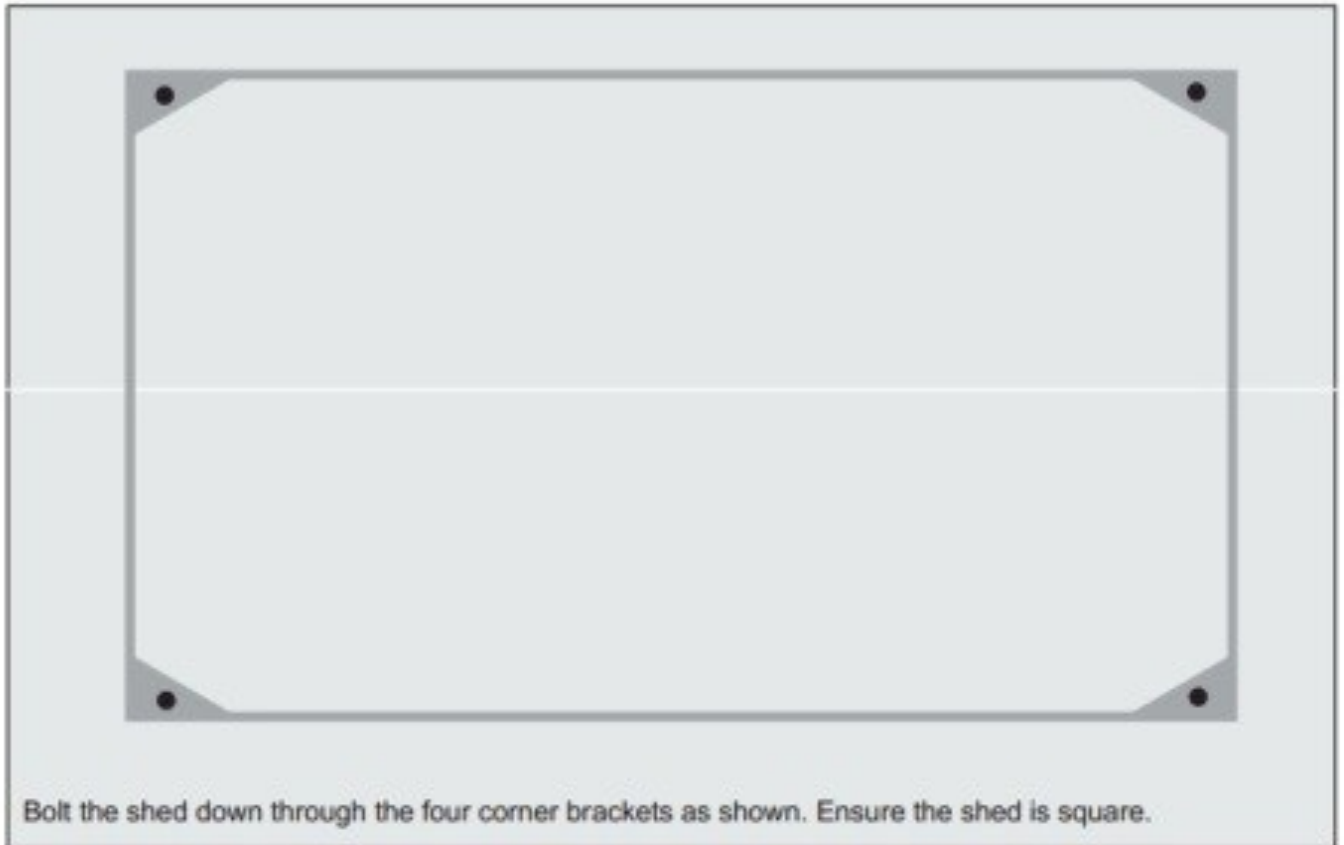 Bolt the shed down through the four corner brackets as shown. Ensure the shed is square.